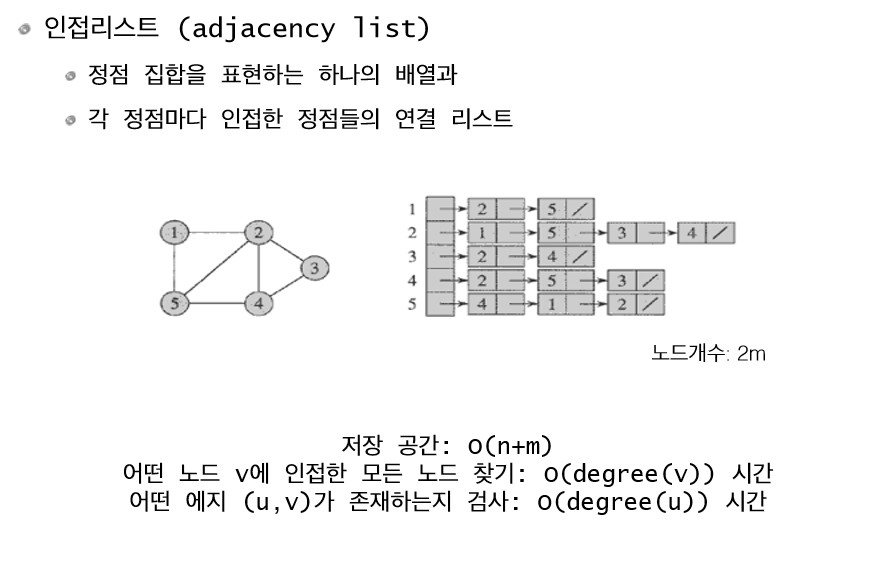 인접리스트 (adjacency list)
정점 집합을 표현하는 하나의 배열과
각 정점마다 인접한 정점들의 연결 리스트
1 2
3
5 4
1 2 5
2 1 5 3 4
3 2 4
4 2 5 3
5 4 1 2
노드개수: 2m
저장 공간: O(n+m)
어떤 노드 v에 인접한 모든 노드 찾기: O(degree(v)) 시간
어떤 에지 (u,v)가 존재하는지 검사: O(degree(u)) 시간